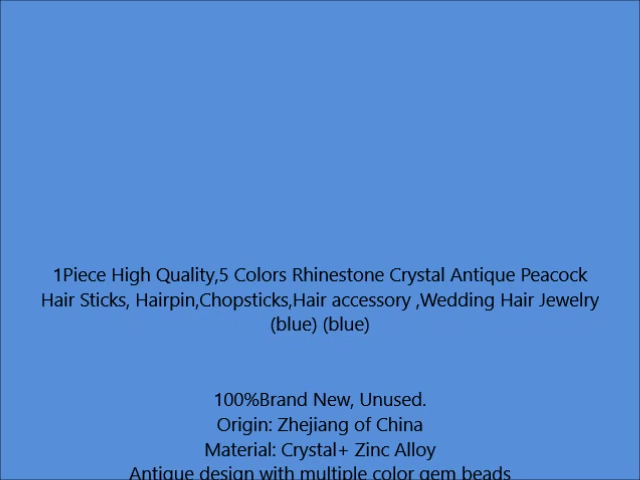 1Piece High Quality,5 Colors Rhinestone Crystal Antique Peacock
Hair Sticks, Hairpin,Chopsticks,Hair accessory ,Wedding Hair Jewelry
(blue) (blue)
100%Brand New, Unused.
Origin: Zhejiang of China
Material: Crystal+ Zinc Alloy
Antique design with multiple color gem beads